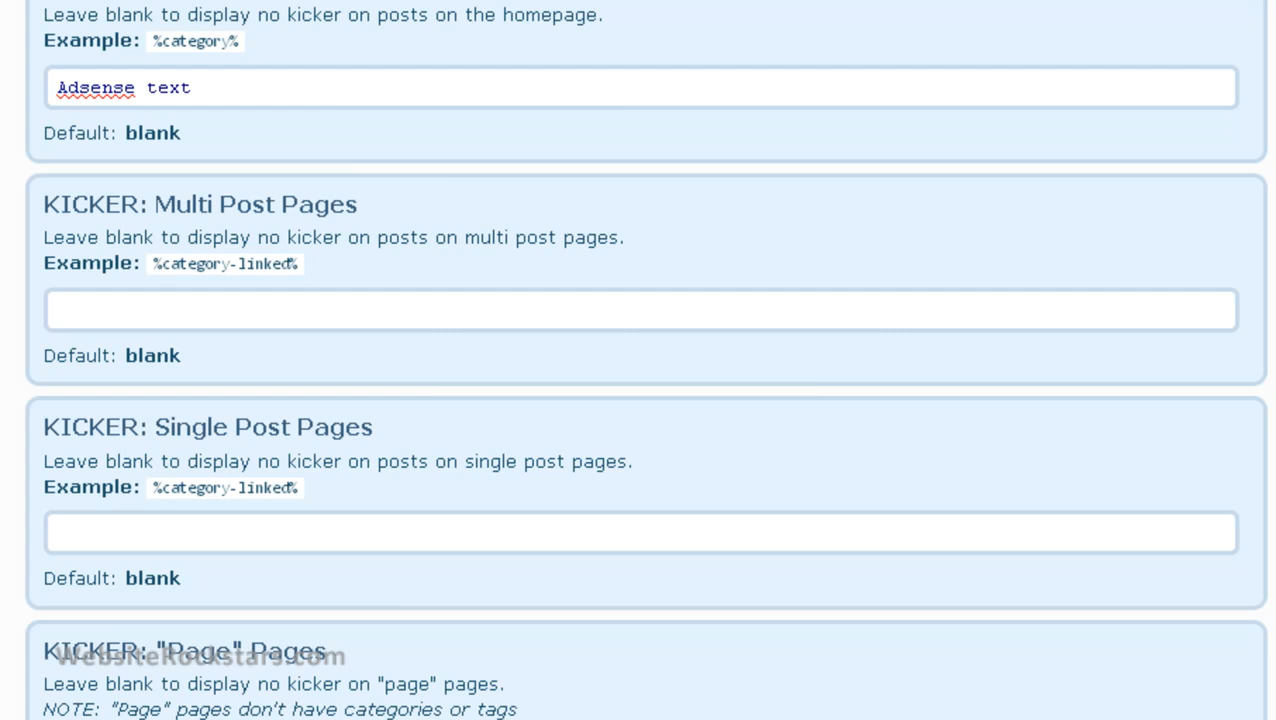 Leave blank to display no kicker on posts on the homepage.
Example: %category%
Adsense text
Default: blank
KICKER: Multi Post Pages
Leave blank to display no kicker on posts on multi post pages.
Example: %category-linked%
Default: blank
KICKER: Single Post Pages
Leave blank to display no kicker on posts on single post pages.
Example: %category-linked%
Default: blank
KICKER: "Page" Pages
WebsiteRockstars.com
Leave blank to display no kicker on "page" pages.
NOTE: "Page" pages don't have categories or tags